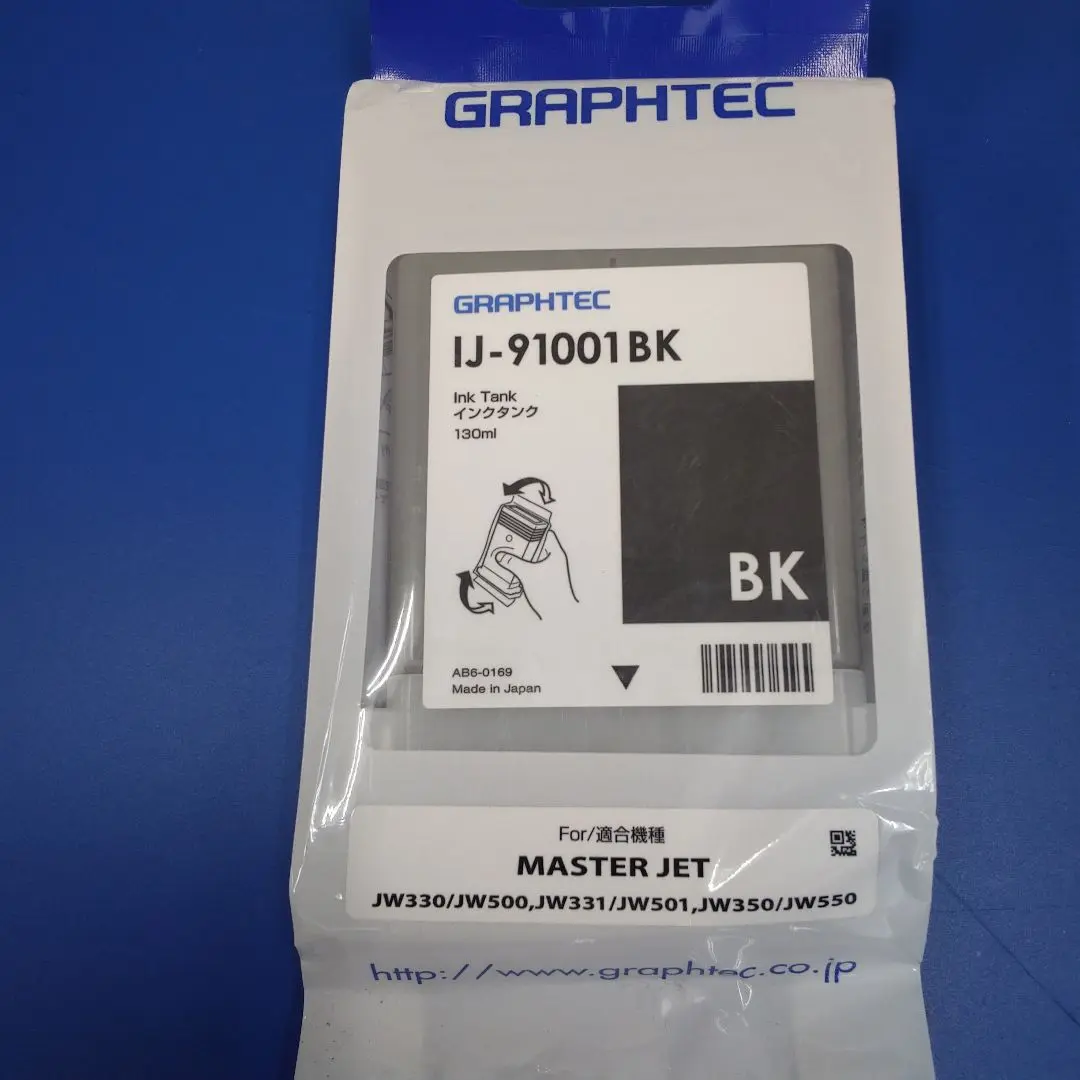 GRAPHTEC
GRAPHTEC
IJ-91001BK
Ink Tank
インクタンク
130ml
BK
AB6-0169
Made in Japan
For/適合機種
MASTER JET
JW330/JW500,JW331/JW501,JW350/JW550
http://www.graphtec.co.jp